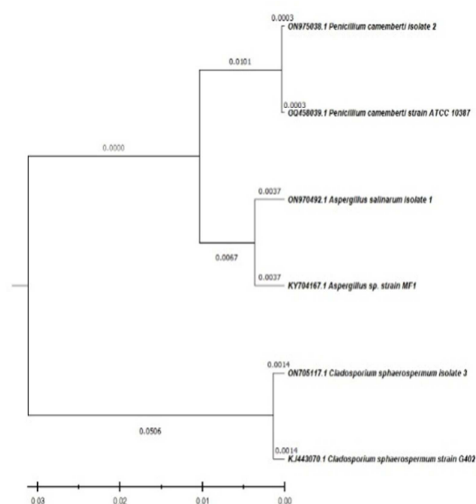 0.0003
ON975038.1 Penicillium camemberti isolate 2
0.0101
0.0003
OQ458039.1 Penicillium camemberti strain ATCC 10387
0.0000
0.0037
ON970492.1 Aspergillus salinarum isolate 1
0.0067
0.0037
KY704167.1 Aspergillus sp. strain MF1
0.0014
ON705117.1 Cladosporium sphaerospermum isolate 3
0.0506
0.0014
KJ443070.1 Cladosporium sphaerospermum strain G402
0.03 0.02 0.01 0.00